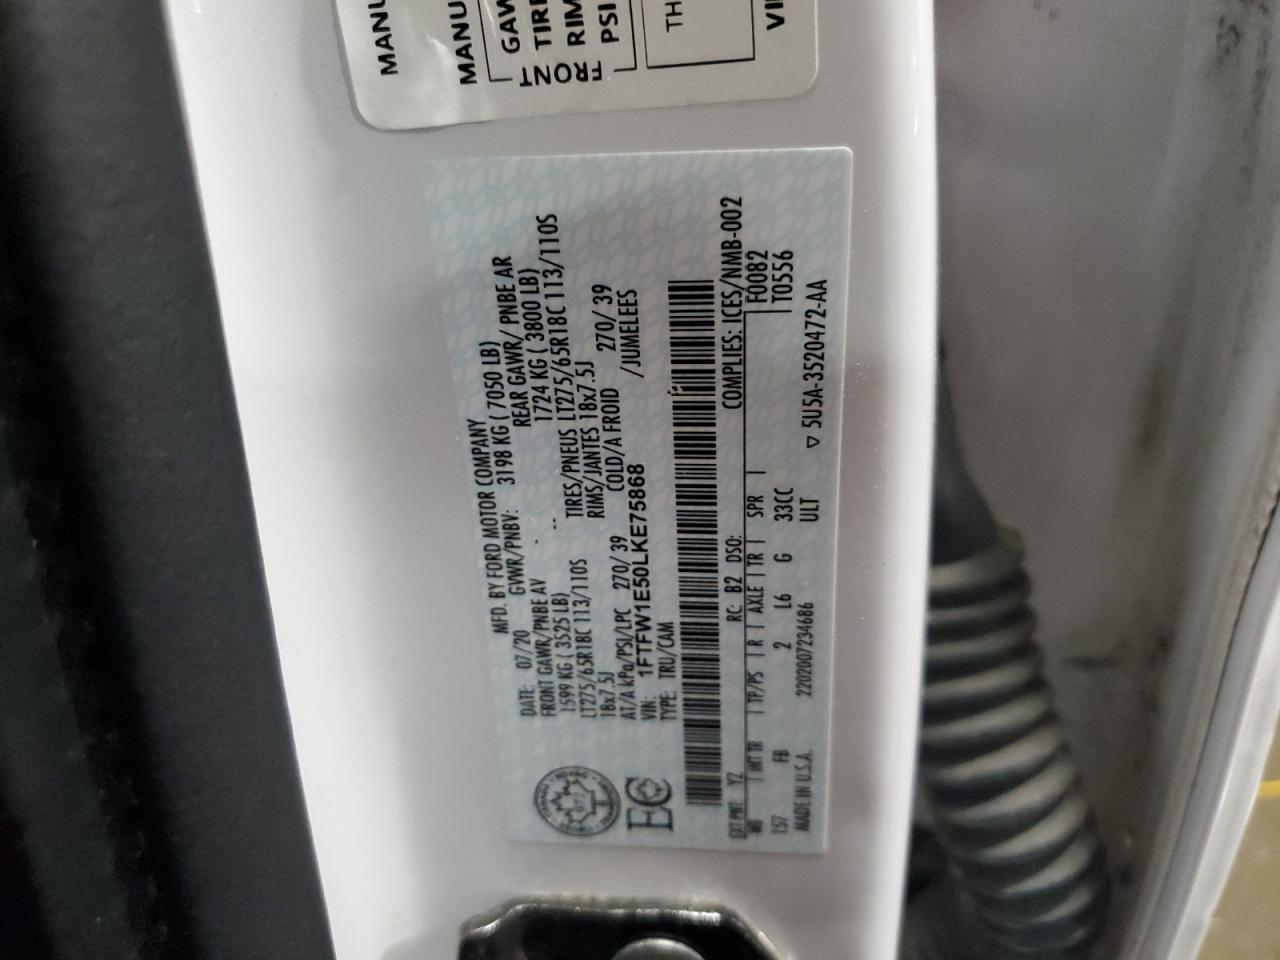 MANU
MANU
GAW
TIRE
RIM
PSI
FRONT
TH
VI
MFD. BY FORD MOTOR COMPANY
DATE: 07/20 GVWR/PNBV: 3198 KG ( 7050 LB)
FRONT GAWR/PNBE AV REAR GAWR/ PNBE AR
1599 KG ( 3525 LB) 1724 KG ( 3800 LB)
LT275/65R18C 113/110S TIRES/PNEUS LT275/65R18C 113/110S
18x7.5J RIMS/JANTES 18x7.5J
AT/A kPa/PSI/LPC 270/ 39 COLD/A FROID 270/ 39
VIN: 1FTFW1E50LKE75868 /JUMELEES
TYPE: TRU/CAM
EC
COMPLIES: ICES/NMB-002
EXT PNT: YZ RC: B2 DSO: F0082
WB INT TR TP/PS R AXLE TR SPR T0556
157 FB 2 L6 G 33CC
ULT
MADE IN U.S.A. 2202007234686 ▽ 5U5A-3520472-AA